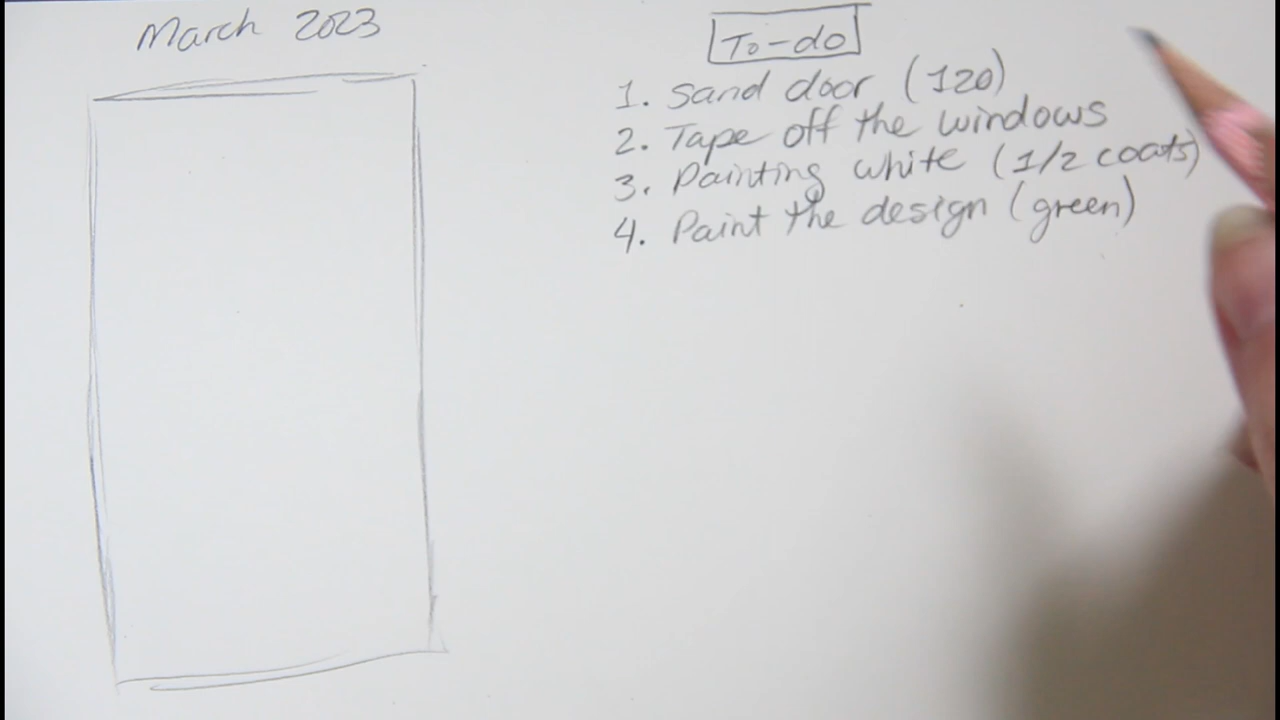 March 2023
To-do
1. Sand door (120)
2. Tape off the windows
3. Painting white (1/2 coats)
4. Paint the design (green)